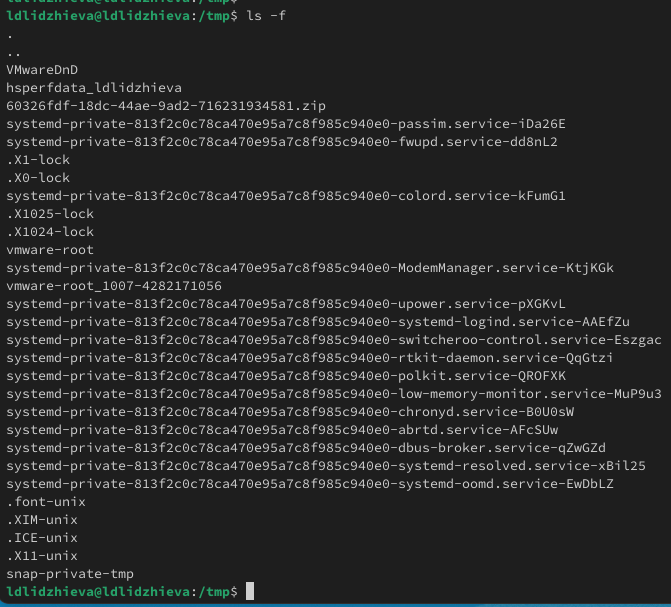 ldlidzhieva@ldlidzhieva:/tmp$ ls -f
.
..
VMwareDnD
hsperfdata_ldlidzhieva
60326fdf-18dc-44ae-9ad2-716231934581.zip
systemd-private-813f2c0c78ca470e95a7c8f985c940e0-passim.service-iDa26E
systemd-private-813f2c0c78ca470e95a7c8f985c940e0-fwupd.service-dd8nL2
.X1-lock
.X0-lock
systemd-private-813f2c0c78ca470e95a7c8f985c940e0-colord.service-kFumG1
.X1025-lock
.X1024-lock
vmware-root
systemd-private-813f2c0c78ca470e95a7c8f985c940e0-ModemManager.service-KtjKGk
vmware-root_1007-4282171056
systemd-private-813f2c0c78ca470e95a7c8f985c940e0-upower.service-pXGKvL
systemd-private-813f2c0c78ca470e95a7c8f985c940e0-systemd-logind.service-AAEfZu
systemd-private-813f2c0c78ca470e95a7c8f985c940e0-switcheroo-control.service-Eszgac
systemd-private-813f2c0c78ca470e95a7c8f985c940e0-rtkit-daemon.service-QqGtzi
systemd-private-813f2c0c78ca470e95a7c8f985c940e0-polkit.service-QROFXK
systemd-private-813f2c0c78ca470e95a7c8f985c940e0-low-memory-monitor.service-MuP9u3
systemd-private-813f2c0c78ca470e95a7c8f985c940e0-chronyd.service-B0U0sW
systemd-private-813f2c0c78ca470e95a7c8f985c940e0-abrtd.service-AFcSUw
systemd-private-813f2c0c78ca470e95a7c8f985c940e0-dbus-broker.service-qZwGZd
systemd-private-813f2c0c78ca470e95a7c8f985c940e0-systemd-resolved.service-xBil25
systemd-private-813f2c0c78ca470e95a7c8f985c940e0-systemd-oomd.service-EwDbLZ
.font-unix
.XIM-unix
.ICE-unix
.X11-unix
snap-private-tmp
ldlidzhieva@ldlidzhieva:/tmp$